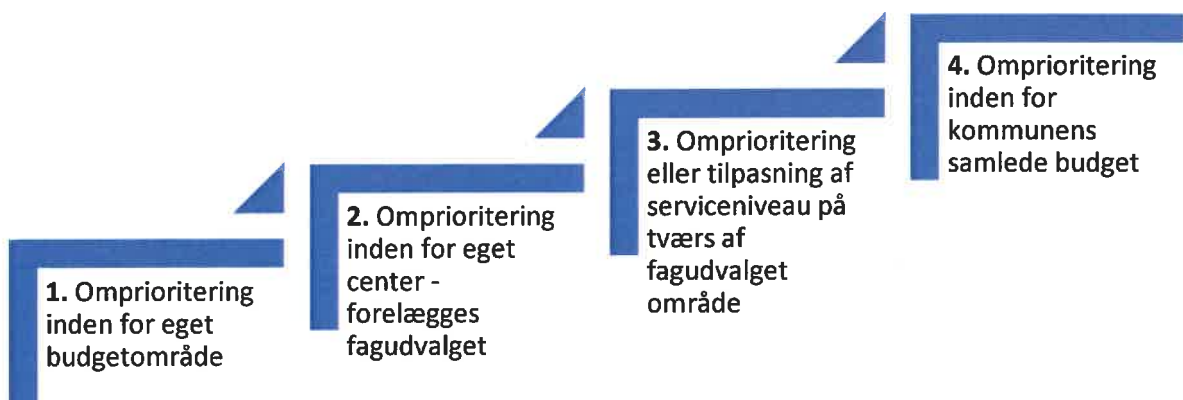 1. Omprioritering
inden for eget
budgetområde
2. Omprioritering
inden for eget
center -
forelægges
fagudvalget
3. Omprioritering
eller tilpasning af
serviceniveau på
tværs af
fagudvalget
område
4. Omprioritering
inden for
kommunens
samlede budget